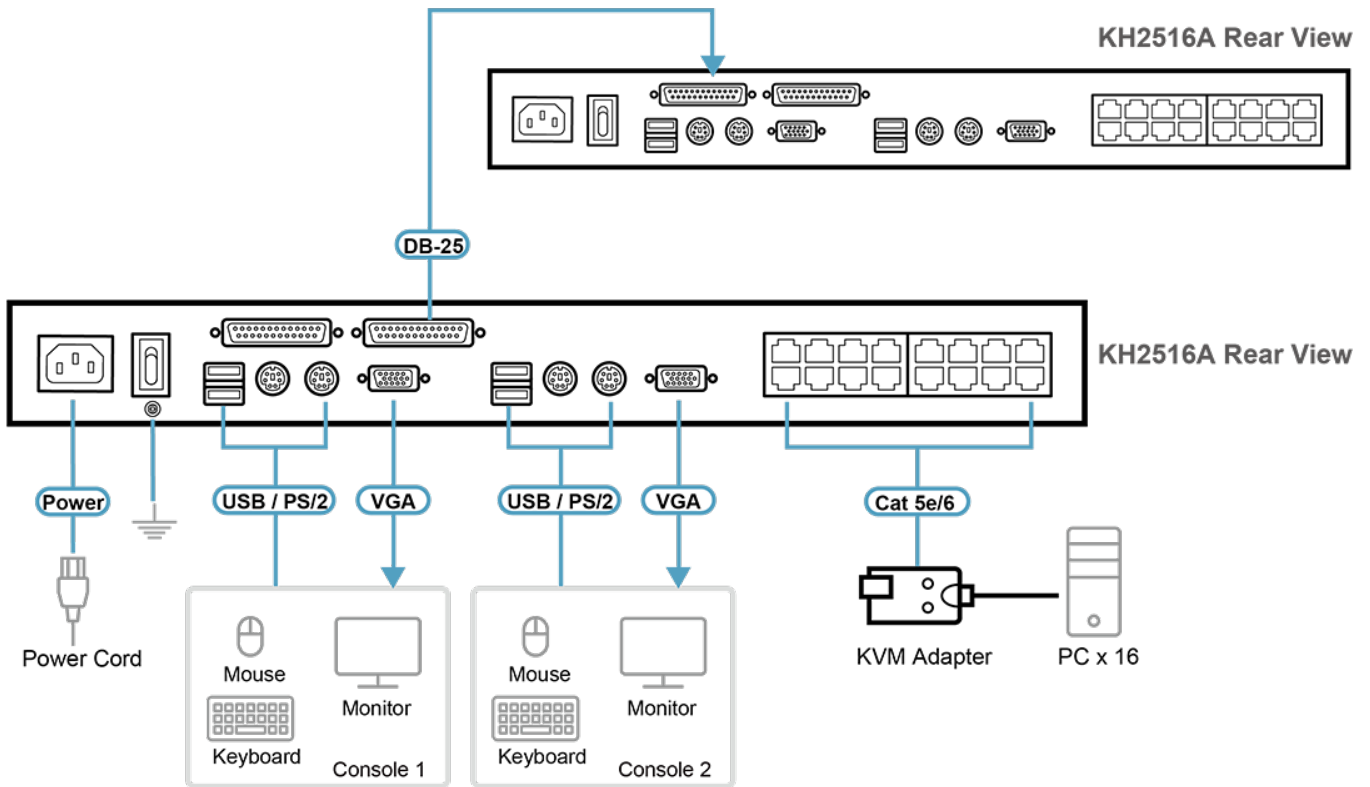 KH2516A Rear View
DB-25
KH2516A Rear View
Power
USB / PS/2
VGA
USB / PS/2
VGA
Cat 5e/6
Power Cord
Mouse
Monitor
Keyboard
Console 1
Mouse
Monitor
Keyboard
Console 2
KVM Adapter
PC x 16